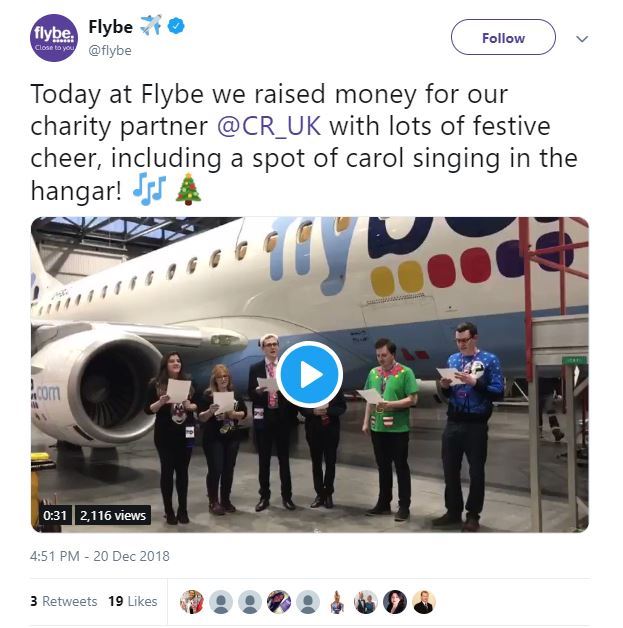 flybe.
Close to you
Flybe
@flybe
Follow
Today at Flybe we raised money for our
charity partner @CR_UK with lots of festive
cheer, including a spot of carol singing in the
hangar!
flybe
.com
0:31 2,116 views
4:51 PM - 20 Dec 2018
3 Retweets 19 Likes